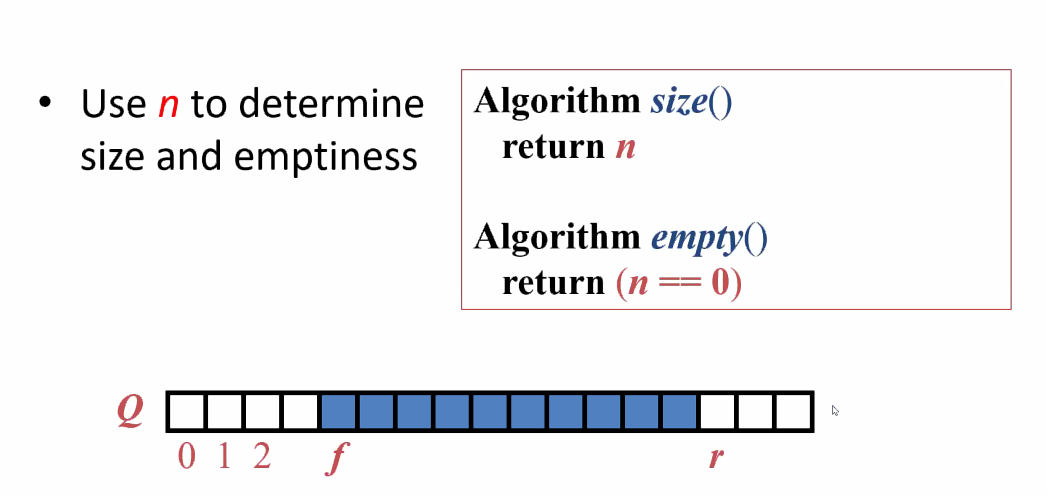 • Use n to determine
size and emptiness
Algorithm size()
return n
Algorithm empty()
return (n == 0)
Q
0 1 2 f r